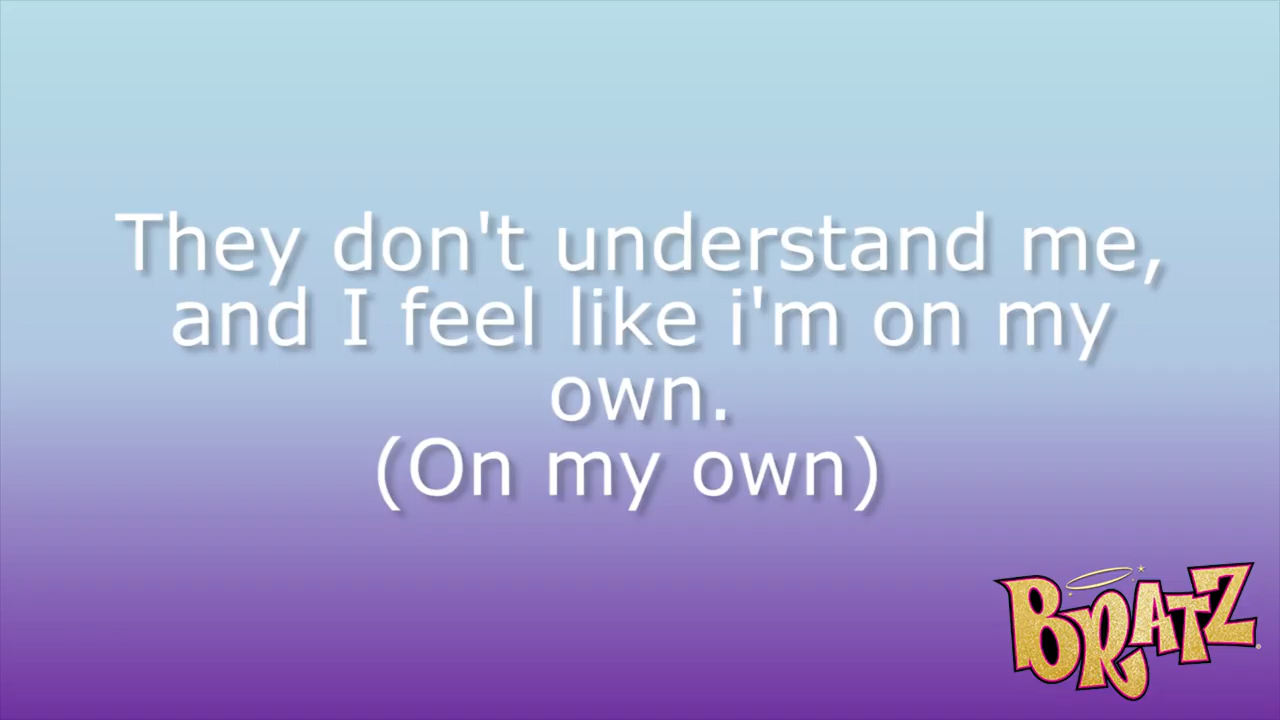 They don't understand me,
and I feel like i'm on my
own.
(On my own)
BRATZ